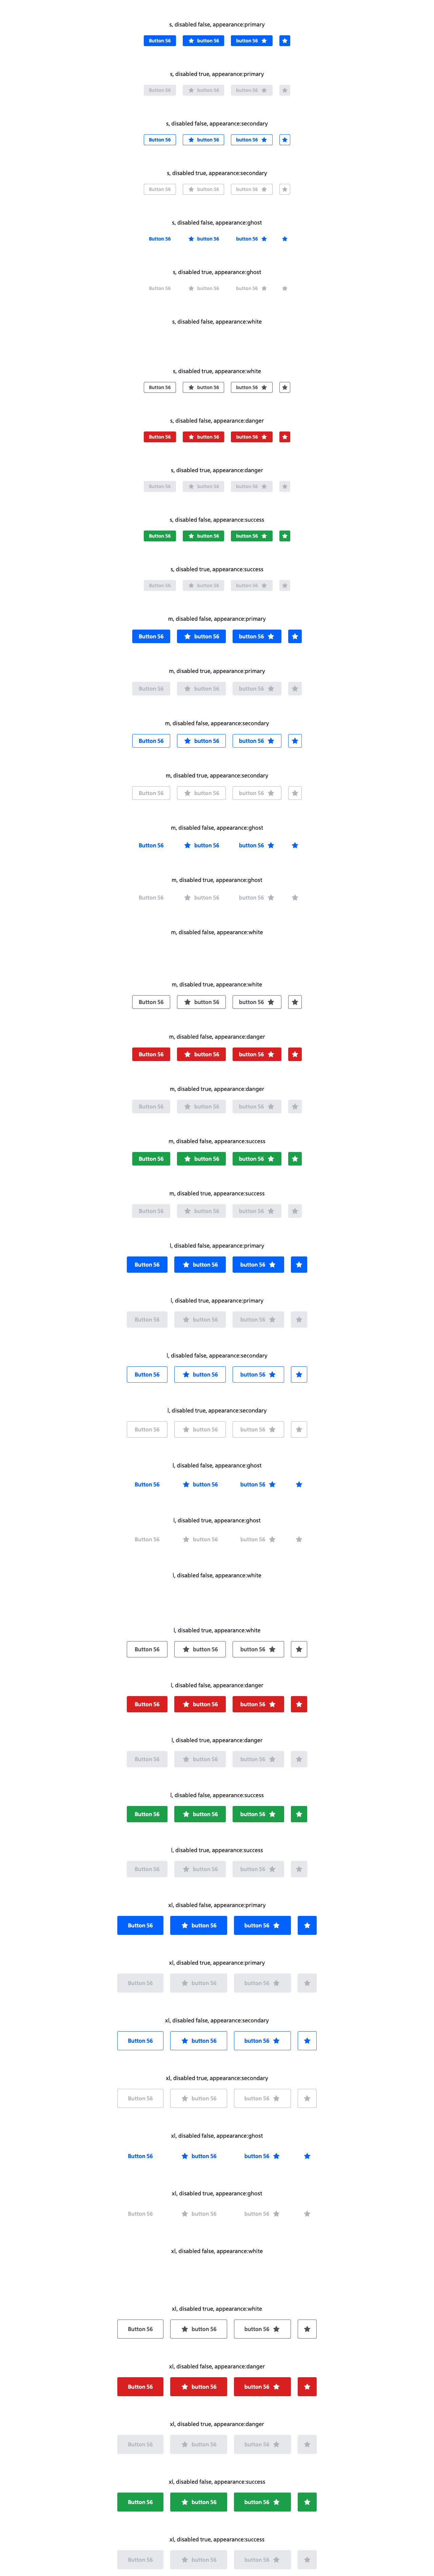 s, disabled false, appearance:primary
Button 56 button 56 button 56
s, disabled true, appearance:primary
Button 56 button 56 button 56
s, disabled false, appearance:secondary
Button 56 button 56 button 56
s, disabled true, appearance:secondary
Button 56 button 56 button 56
s, disabled false, appearance:ghost
Button 56 button 56 button 56
s, disabled true, appearance:ghost
Button 56 button 56 button 56
s, disabled false, appearance:white
s, disabled true, appearance:white
Button 56 button 56 button 56
s, disabled false, appearance:danger
Button 56 button 56 button 56
s, disabled true, appearance:danger
Button 56 button 56 button 56
s, disabled false, appearance:success
Button 56 button 56 button 56
s, disabled true, appearance:success
Button 56 button 56 button 56
m, disabled false, appearance:primary
Button 56 button 56 button 56
m, disabled true, appearance:primary
Button 56 button 56 button 56
m, disabled false, appearance:secondary
Button 56 button 56 button 56
m, disabled true, appearance:secondary
Button 56 button 56 button 56
m, disabled false, appearance:ghost
Button 56 button 56 button 56
m, disabled true, appearance:ghost
Button 56 button 56 button 56
m, disabled false, appearance:white
m, disabled true, appearance:white
Button 56 button 56 button 56
m, disabled false, appearance:danger
Button 56 button 56 button 56
m, disabled true, appearance:danger
Button 56 button 56 button 56
m, disabled false, appearance:success
Button 56 button 56 button 56
m, disabled true, appearance:success
Button 56 button 56 button 56
l, disabled false, appearance:primary
Button 56 button 56 button 56
l, disabled true, appearance:primary
Button 56 button 56 button 56
l, disabled false, appearance:secondary
Button 56 button 56 button 56
l, disabled true, appearance:secondary
Button 56 button 56 button 56
l, disabled false, appearance:ghost
Button 56 button 56 button 56
l, disabled true, appearance:ghost
Button 56 button 56 button 56
l, disabled false, appearance:white
l, disabled true, appearance:white
Button 56 button 56 button 56
l, disabled false, appearance:danger
Button 56 button 56 button 56
l, disabled true, appearance:danger
Button 56 button 56 button 56
l, disabled false, appearance:success
Button 56 button 56 button 56
l, disabled true, appearance:success
Button 56 button 56 button 56
xl, disabled false, appearance:primary
Button 56 button 56 button 56
xl, disabled true, appearance:primary
Button 56 button 56 button 56
xl, disabled false, appearance:secondary
Button 56 button 56 button 56
xl, disabled true, appearance:secondary
Button 56 button 56 button 56
xl, disabled false, appearance:ghost
Button 56 button 56 button 56
xl, disabled true, appearance:ghost
Button 56 button 56 button 56
xl, disabled false, appearance:white
xl, disabled true, appearance:white
Button 56 button 56 button 56
xl, disabled false, appearance:danger
Button 56 button 56 button 56
xl, disabled true, appearance:danger
Button 56 button 56 button 56
xl, disabled false, appearance:success
Button 56 button 56 button 56
xl, disabled true, appearance:success
Button 56 button 56 button 56